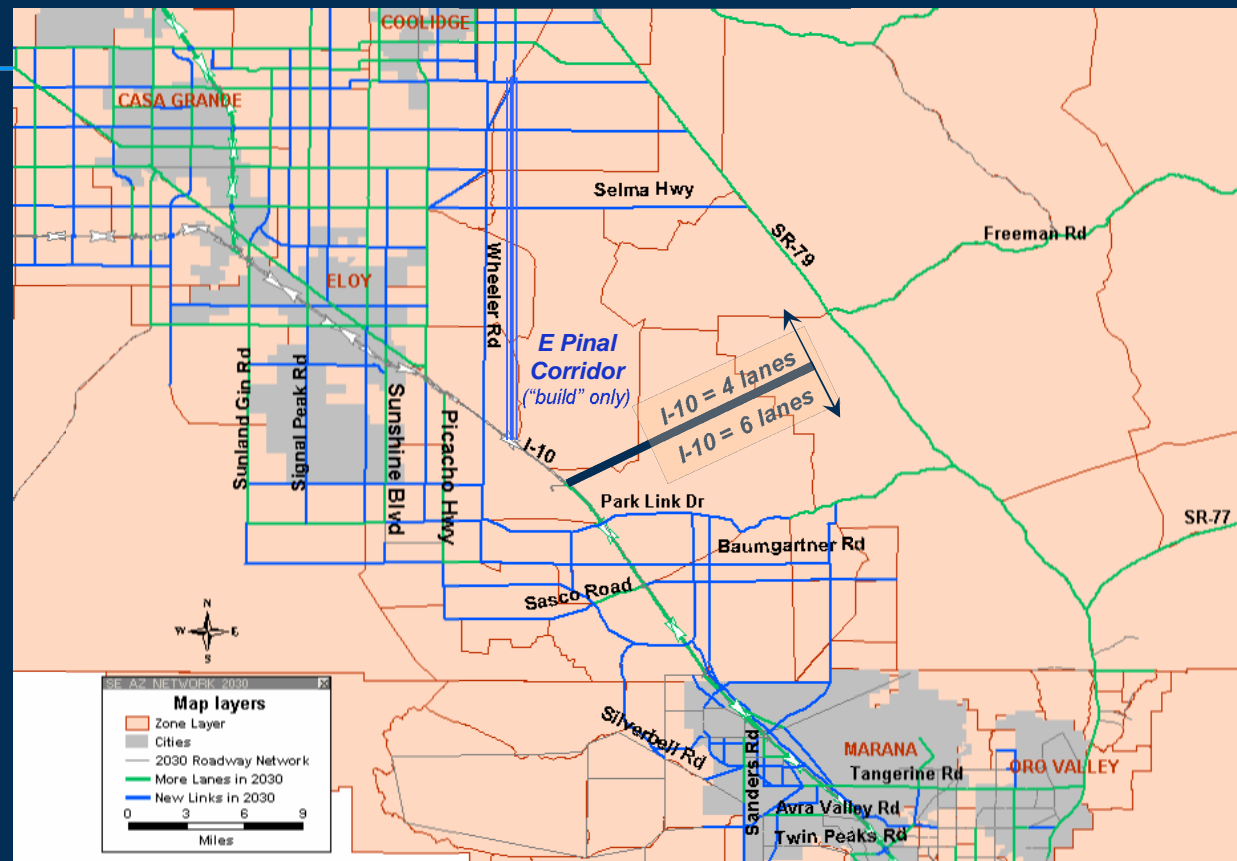 COOLIDGE
CASA GRANDE
Selma Hwy
SR-79
Freeman Rd
Wheeler Rd
ELOY
E Pinal
Corridor
("build" only)
I-10 = 4 lanes
I-10 = 6 lanes
Sunland Gin Rd
Signal Peak Rd
Sunshine Blvd
Picacho Hwy
I-10
Park Link Dr
SR-77
Baumgartner Rd
Sasco Road
N
W
E
S
SE AZ NETWORK 2030
Map layers
Zone Layer
Cities
2030 Roadway Network
More Lanes in 2030
New Links in 2030
0 3 6 9
Miles
Silverbell Rd
Sanders Rd
MARANA
ORO VALLEY
Tangerine Rd
Avra Valley Rd
Twin Peaks Rd